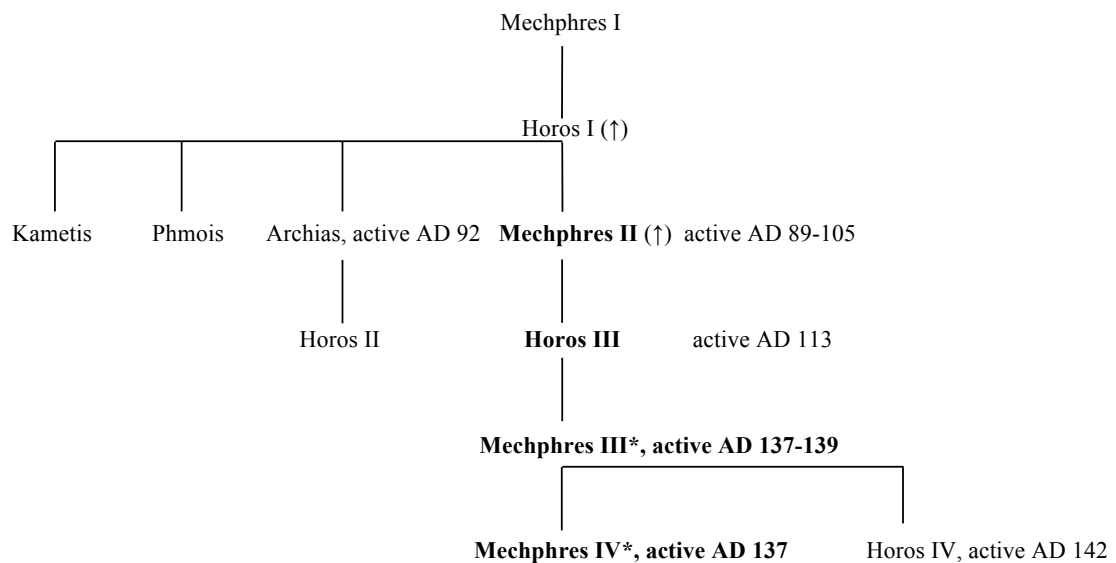 Mechphres I
Horos I (↑)
Kametis Phmois Archias, active AD 92 Mechphres II (↑) active AD 89-105
Horos II Horos III active AD 113
Mechphres III*, active AD 137-139
Mechphres IV*, active AD 137 Horos IV, active AD 142